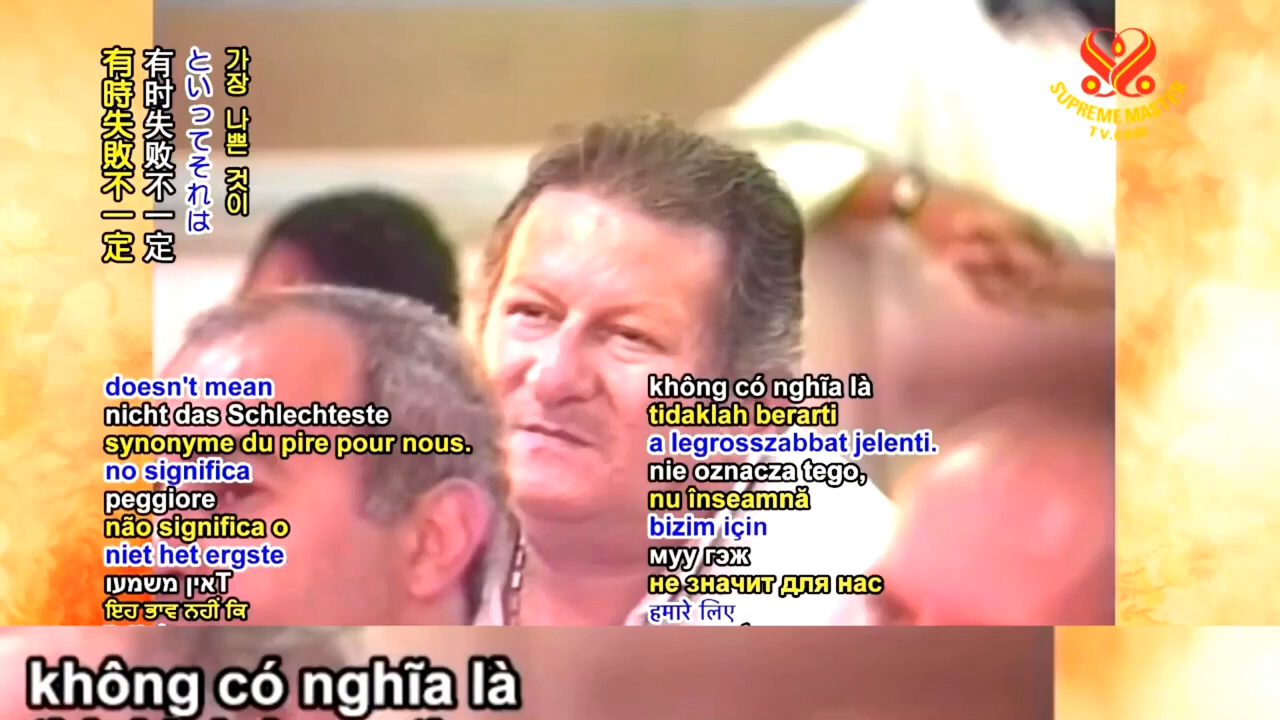 가장 나쁜 것이
といってそれは
有时失败不一定
有時失敗不一定
SUPREME MASTER
TV.COM
doesn't mean
nicht das Schlechteste
synonyme du pire pour nous.
no significa
peggiore
não significa o
niet het ergste
אין משמעוT
ਇਹ ਭਾਵ ਨਹੀਂ ਕਿ
không có nghĩa là
tidaklah berarti
a legrosszabbat jelenti.
nie oznacza tego,
nu înseamnă
bizim için
муу гэж
не значит для нас
हमारे लिए
không có nghĩa là